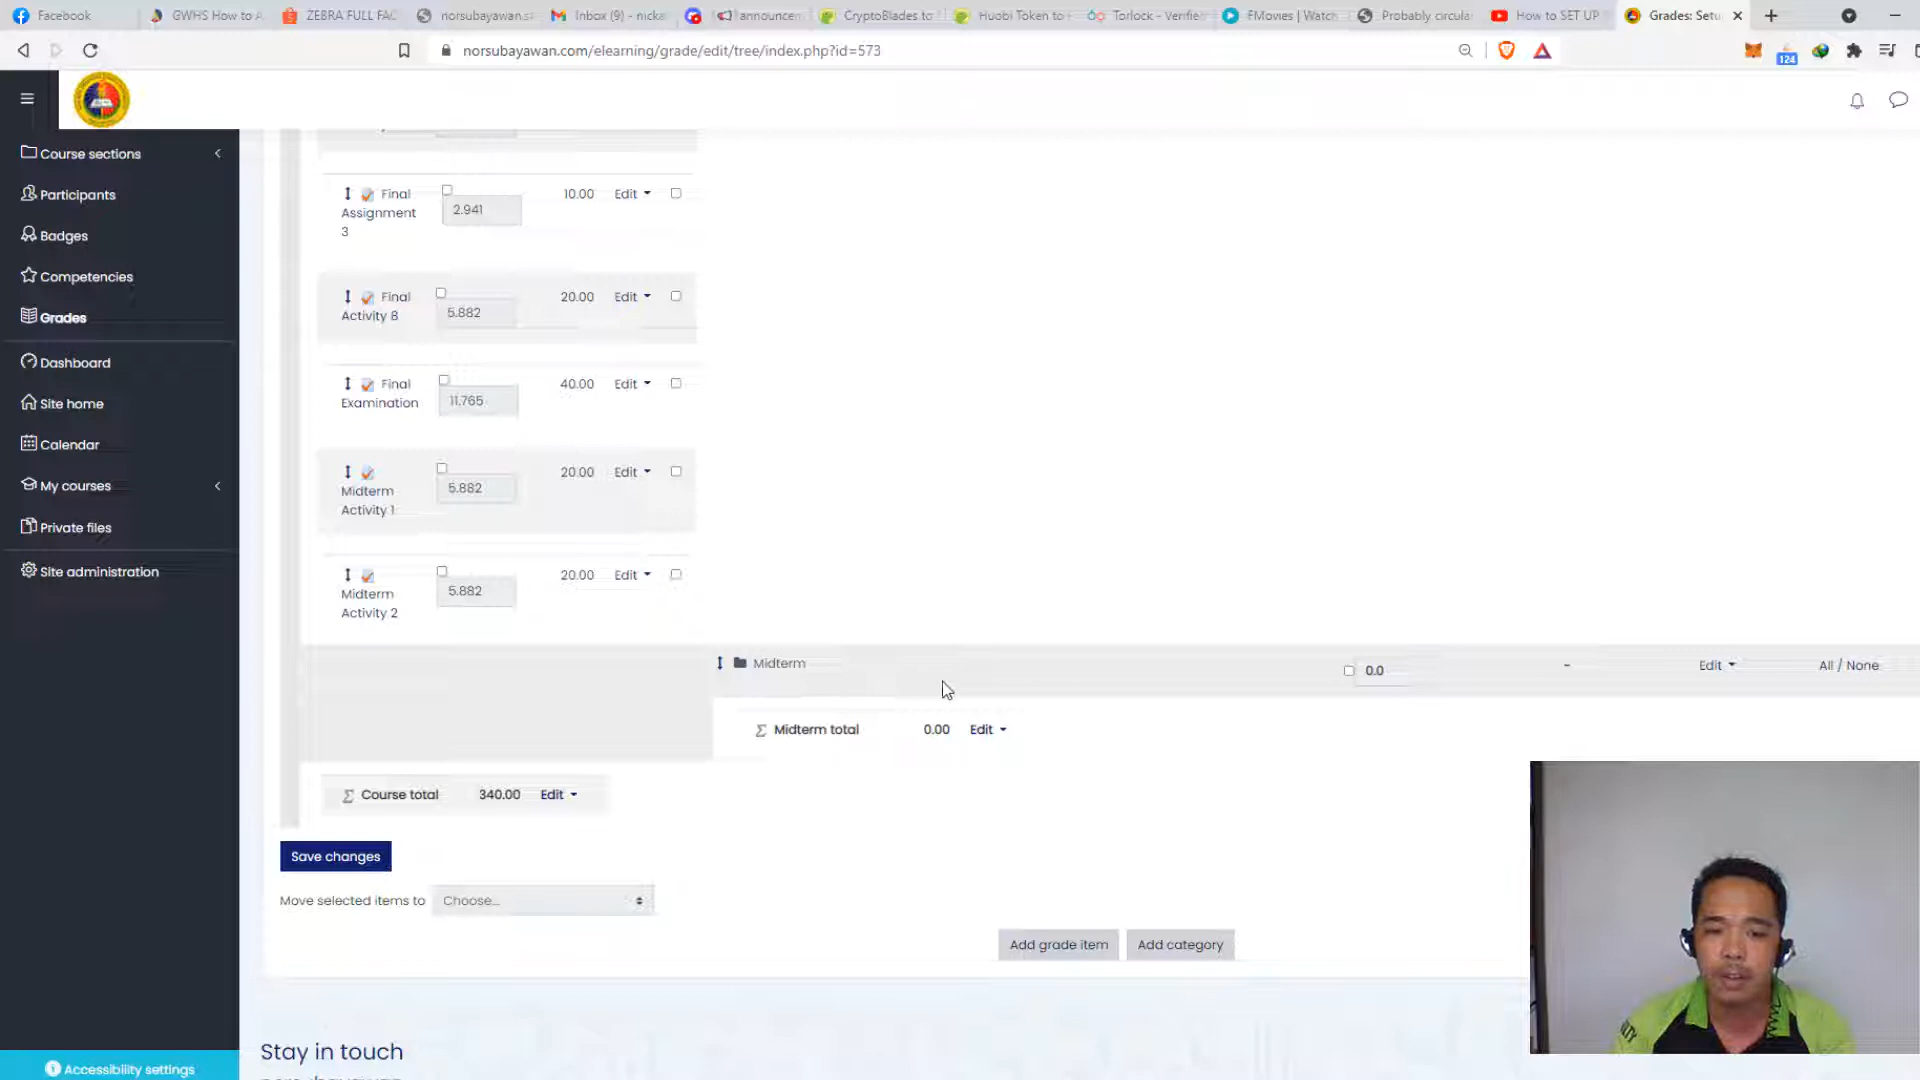 Facebook
GWHS How to A
ZEBRA FULL FAC
norsubayawan.s
Inbox (9) - nicka
announcem
CryptoBlades to
Huobi Token to
Torlock - Verifie
FMovies | Watch
Probably circula
How to SET UP
Grades: Setu
norsubayawan.com/elearning/grade/edit/tree/index.php?id=573
124
Course sections
Participants
Badges
Competencies
Grades
Dashboard
Site home
Calendar
My courses
Private files
Site administration
Accessibility settings
Final Assignment 3 2.941 10.00 Edit
Final Activity 8 5.882 20.00 Edit
Final Examination 11.765 40.00 Edit
Midterm Activity 1 5.882 20.00 Edit
Midterm Activity 2 5.882 20.00 Edit
Midterm 0.0 - Edit All / None
Midterm total 0.00 Edit
Course total 340.00 Edit
Save changes
Move selected items to Choose...
Add grade item Add category
Stay in touch